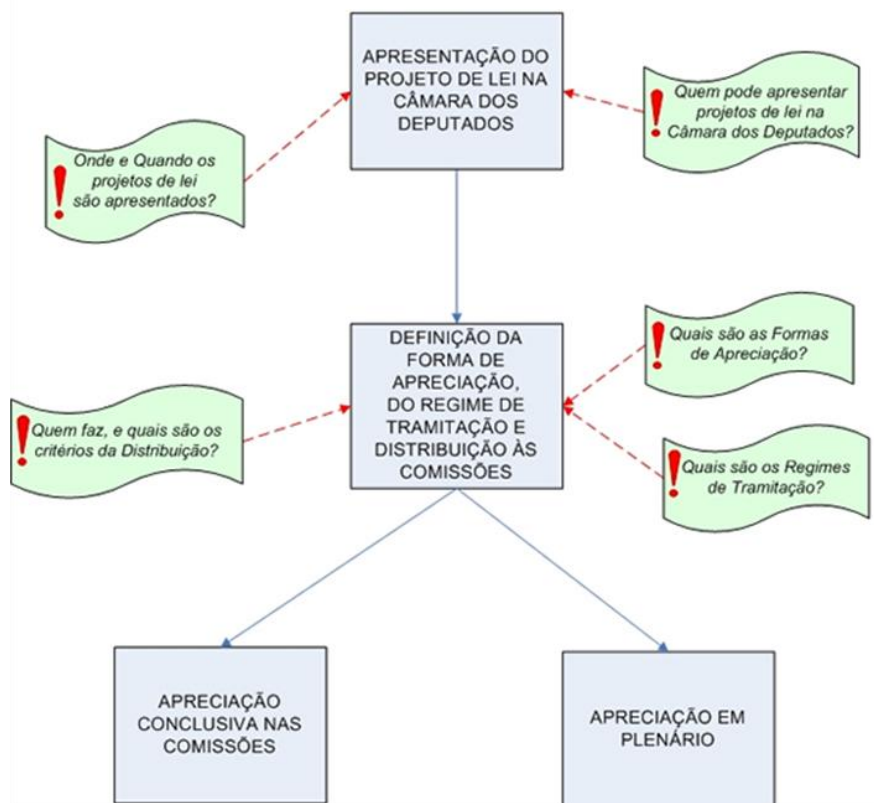 APRESENTAÇÃO DO
PROJETO DE LEI NA
CÂMARA DOS
DEPUTADOS
Onde e Quando os
projetos de lei
são apresentados?
Quem pode apresentar
projetos de lei na
Câmara dos Deputados?
DEFINIÇÃO DA
FORMA DE
APRECIAÇÃO,
DO REGIME DE
TRAMITAÇÃO E
DISTRIBUIÇÃO ÀS
COMISSÕES
Quem faz, e quais são os
critérios da Distribuição?
Quais são as Formas
de Apreciação?
Quais são os Regimes
de Tramitação?
APRECIAÇÃO
CONCLUSIVA NAS
COMISSÕES
APRECIAÇÃO EM
PLENÁRIO